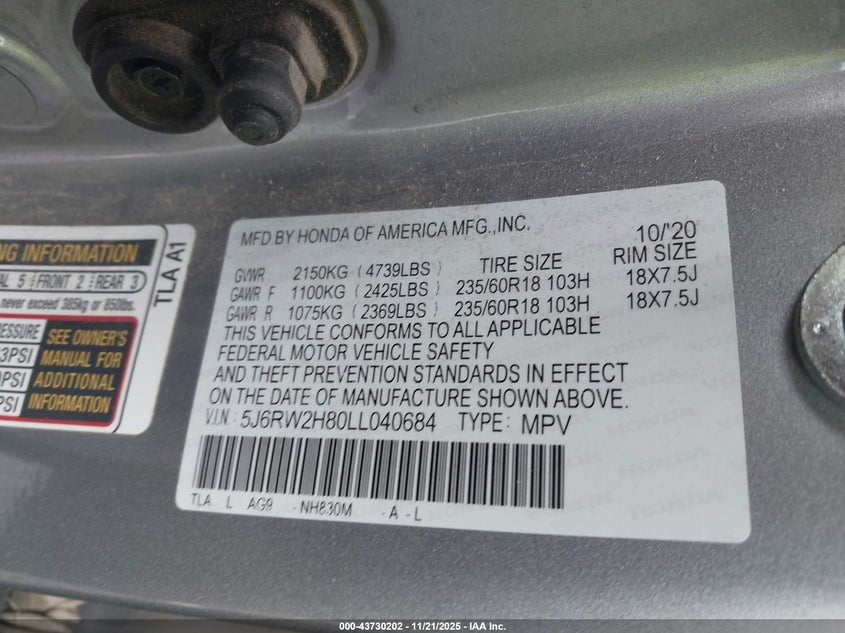 MFD.BY HONDA OF AMERICA MFG.,INC. 10/'20
GVWR 2150KG (4739LBS) TIRE SIZE RIM SIZE
GAWR F 1100KG (2425LBS) 235/60R18 103H 18X7.5J
GAWR R 1075KG (2369LBS) 235/60R18 103H 18X7.5J
THIS VEHICLE CONFORMS TO ALL APPLICABLE
FEDERAL MOTOR VEHICLE SAFETY
AND THEFT PREVENTION STANDARDS IN EFFECT
ON THE DATE OF MANUFACTURE SHOWN ABOVE.
V.I.N.: 5J6RW2H80LL040684 TYPE: MPV
TLA L AG9 -NH830M -A-L
INFORMATION
5 FRONT 2 REAR 3
never exceed 385kg or 850lbs.
TLA A1
PRESSURE
SEE OWNER'S
MANUAL FOR
ADDITIONAL
INFORMATION
PSI
000-43730202 - 11/21/2025 - IAA Inc.